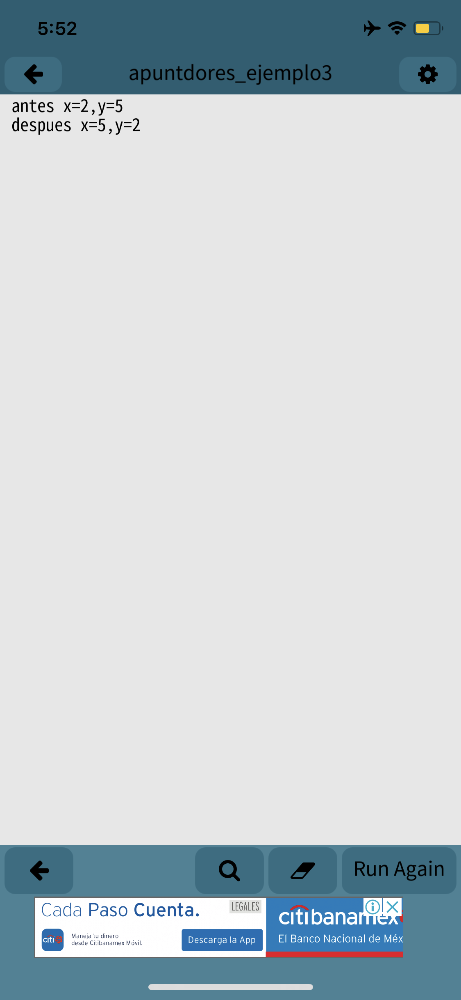 5:52
apuntdores_ejemplo3
antes x=2,y=5
despues x=5,y=2
Run Again
Cada Paso Cuenta.
LEGALES
citi
Maneja tu dinero
desde Citibanamex Móvil.
Descarga la App
citibanamex
El Banco Nacional de Méx